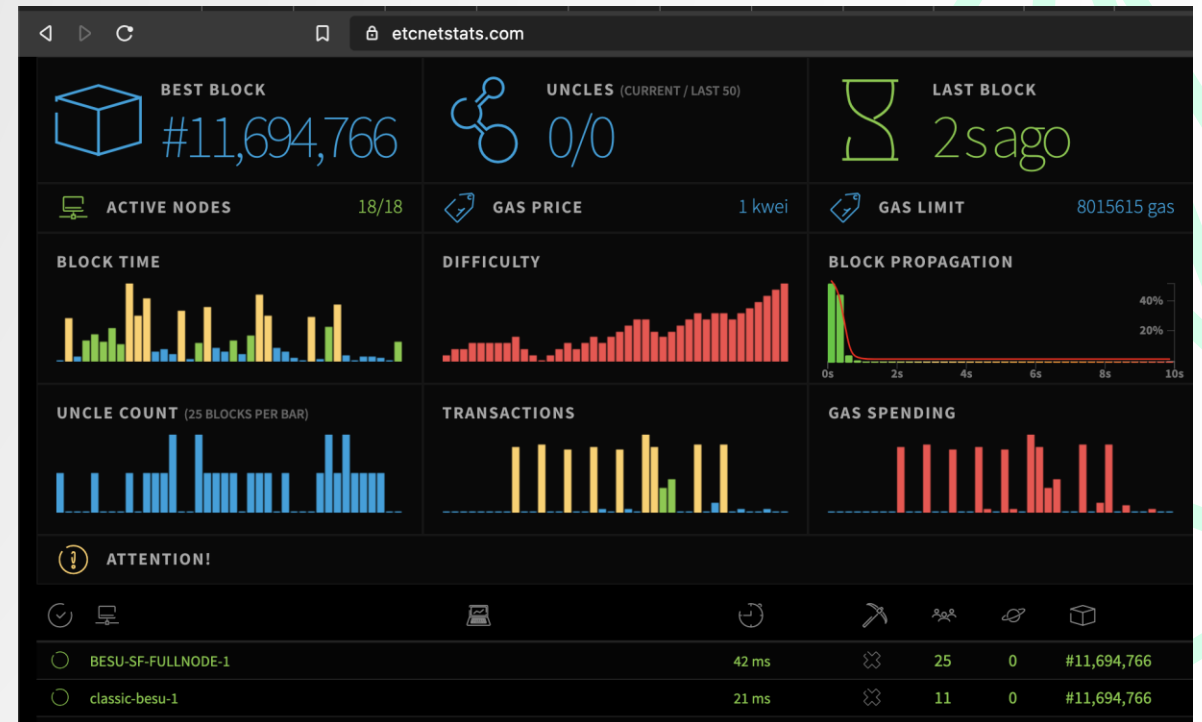 etcnetstats.com
BEST BLOCK
#11,694,766
UNCLES (CURRENT / LAST 50)
0/0
LAST BLOCK
2 s ago
ACTIVE NODES 18/18
GAS PRICE 1 kwei
GAS LIMIT 8015615 gas
BLOCK TIME
DIFFICULTY
BLOCK PROPAGATION
40%
20%
0s 2s 4s 6s 8s 10s
UNCLE COUNT (25 BLOCKS PER BAR)
TRANSACTIONS
GAS SPENDING
ATTENTION!
BESU-SF-FULLNODE-1 42 ms 25 0 #11,694,766
classic-besu-1 21 ms 11 0 #11,694,766